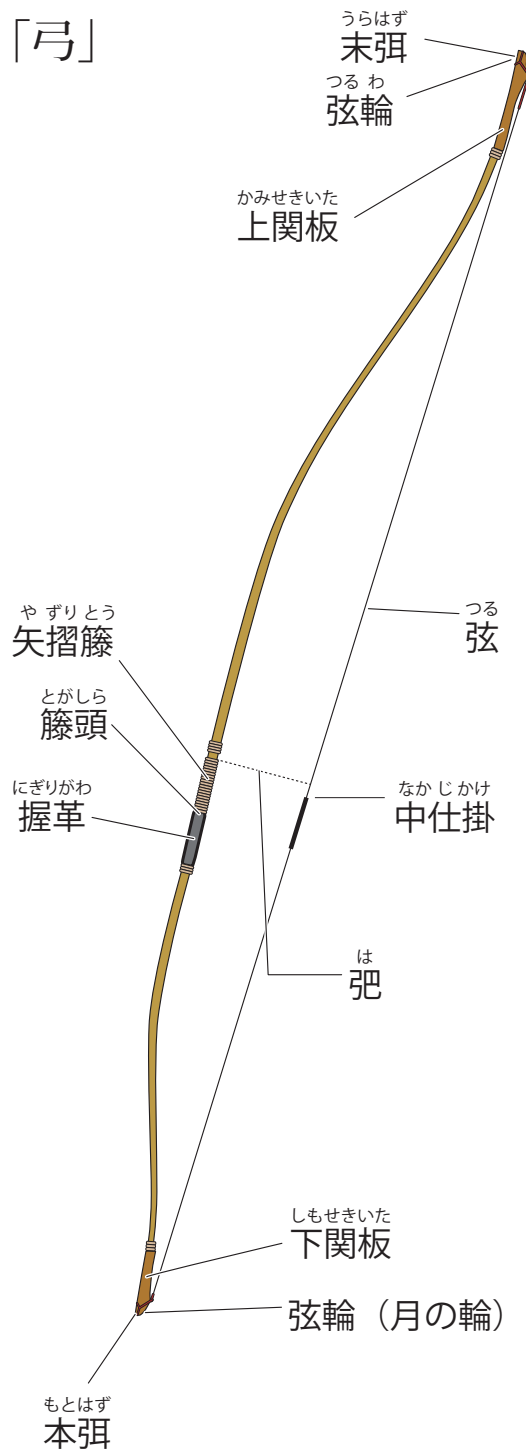 「弓」
うらはず
末弭
つる わ
弦輪
かみせきいた
上関板
つる
弦
や ずり とう
矢摺籐
とがしら
籐頭
にぎりがわ
握革
なか じ かけ
中仕掛
は
弝
しもせきいた
下関板
弦輪（月の輪）
もとはず
本弭